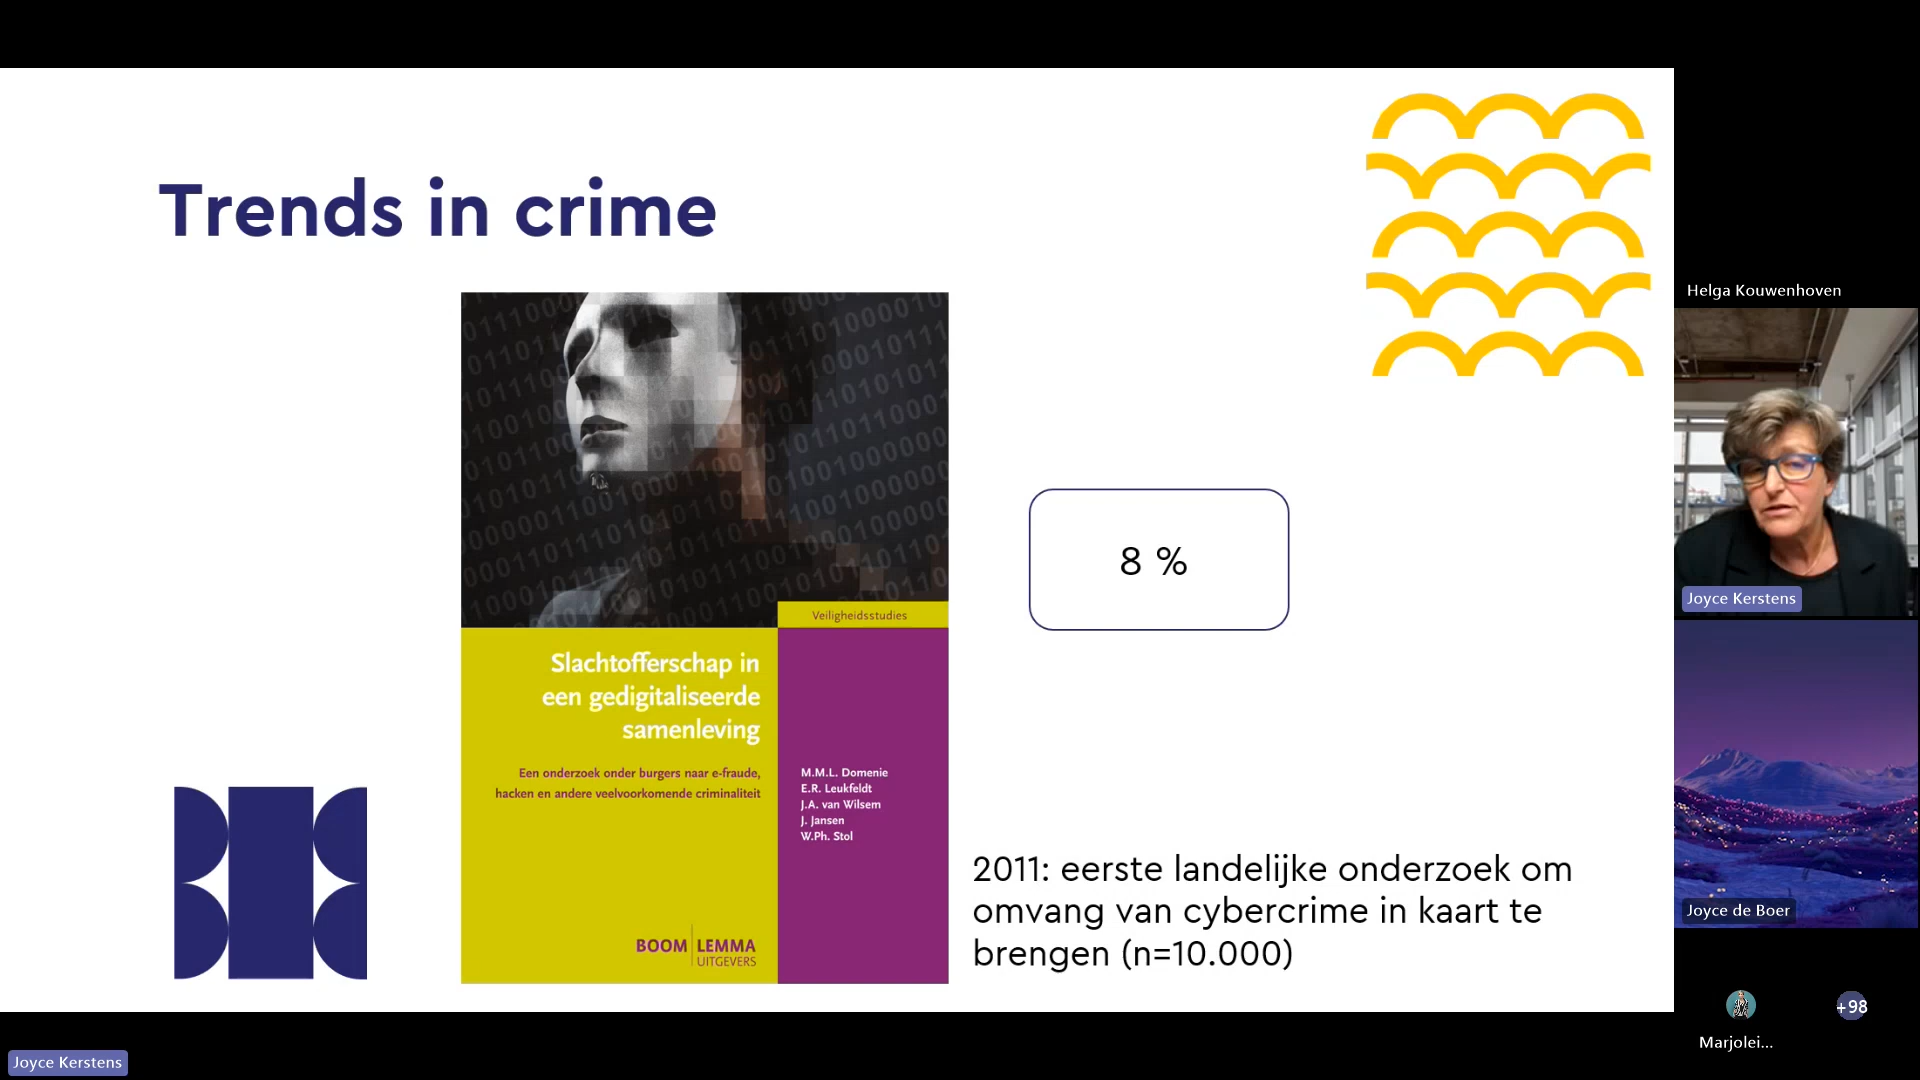 Trends in crime
Veiligheidsstudies
Slachtofferschap in
een gedigitaliseerde
samenleving
Een onderzoek onder burgers naar e-fraude,
hacken en andere veelvoorkomende criminaliteit
M.M.L. Domenie
E.R. Leukfeldt
J.A. van Wilsem
J. Jansen
W.Ph. Stol
BOOM LEMMA
UITGEVERS
8 %
2011: eerste landelijke onderzoek om
omvang van cybercrime in kaart te
brengen (n=10.000)
Helga Kouwenhoven
Joyce Kerstens
Joyce de Boer
+98
Marjolei...
Joyce Kerstens